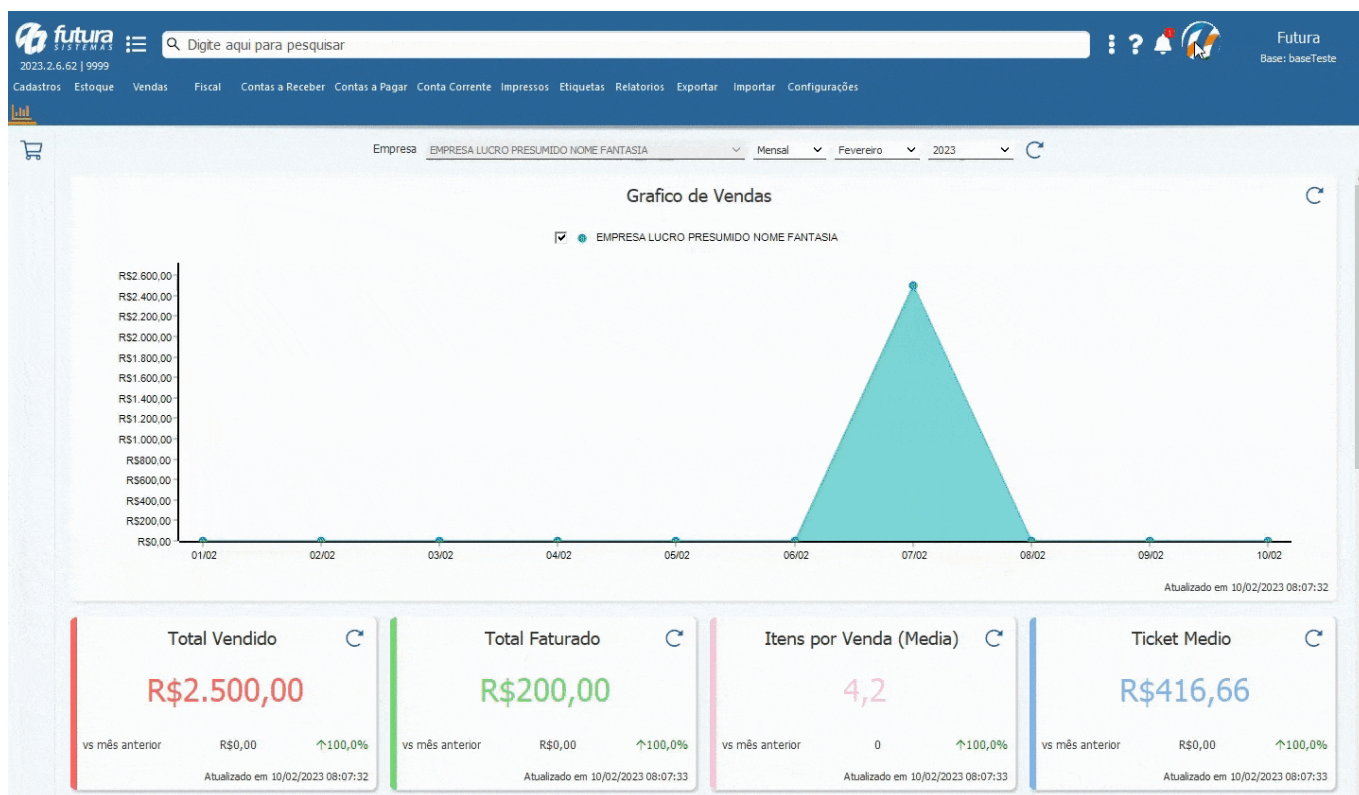 futura
SISTEMAS
Digite aqui para pesquisar
1
?
Futura
2023.2.6.62 | 9999
Base: baseTeste
Cadastros Estoque Vendas Fiscal Contas a Receber Contas a Pagar Conta Corrente Impressos Etiquetas Relatorios Exportar Importar Configurações
Empresa EMPRESA LUCRO PRESUMIDO NOME FANTASIA Mensal Fevereiro 2023
Grafico de Vendas
EMPRESA LUCRO PRESUMIDO NOME FANTASIA
R$2.600,00
R$2.400,00
R$2.200,00
R$2.000,00
R$1.800,00
R$1.600,00
R$1.400,00
R$1.200,00
R$1.000,00
R$800,00
R$600,00
R$400,00
R$200,00
R$0,00
01/02 02/02 03/02 04/02 05/02 06/02 07/02 08/02 09/02 10/02
Atualizado em 10/02/2023 08:07:32
Total Vendido
R$2.500,00
vs mês anterior R$0,00 ↑100,0%
Atualizado em 10/02/2023 08:07:32
Total Faturado
R$200,00
vs mês anterior R$0,00 ↑100,0%
Atualizado em 10/02/2023 08:07:33
Itens por Venda (Media)
4,2
vs mês anterior 0 ↑100,0%
Atualizado em 10/02/2023 08:07:33
Ticket Medio
R$416,66
vs mês anterior R$0,00 ↑100,0%
Atualizado em 10/02/2023 08:07:33